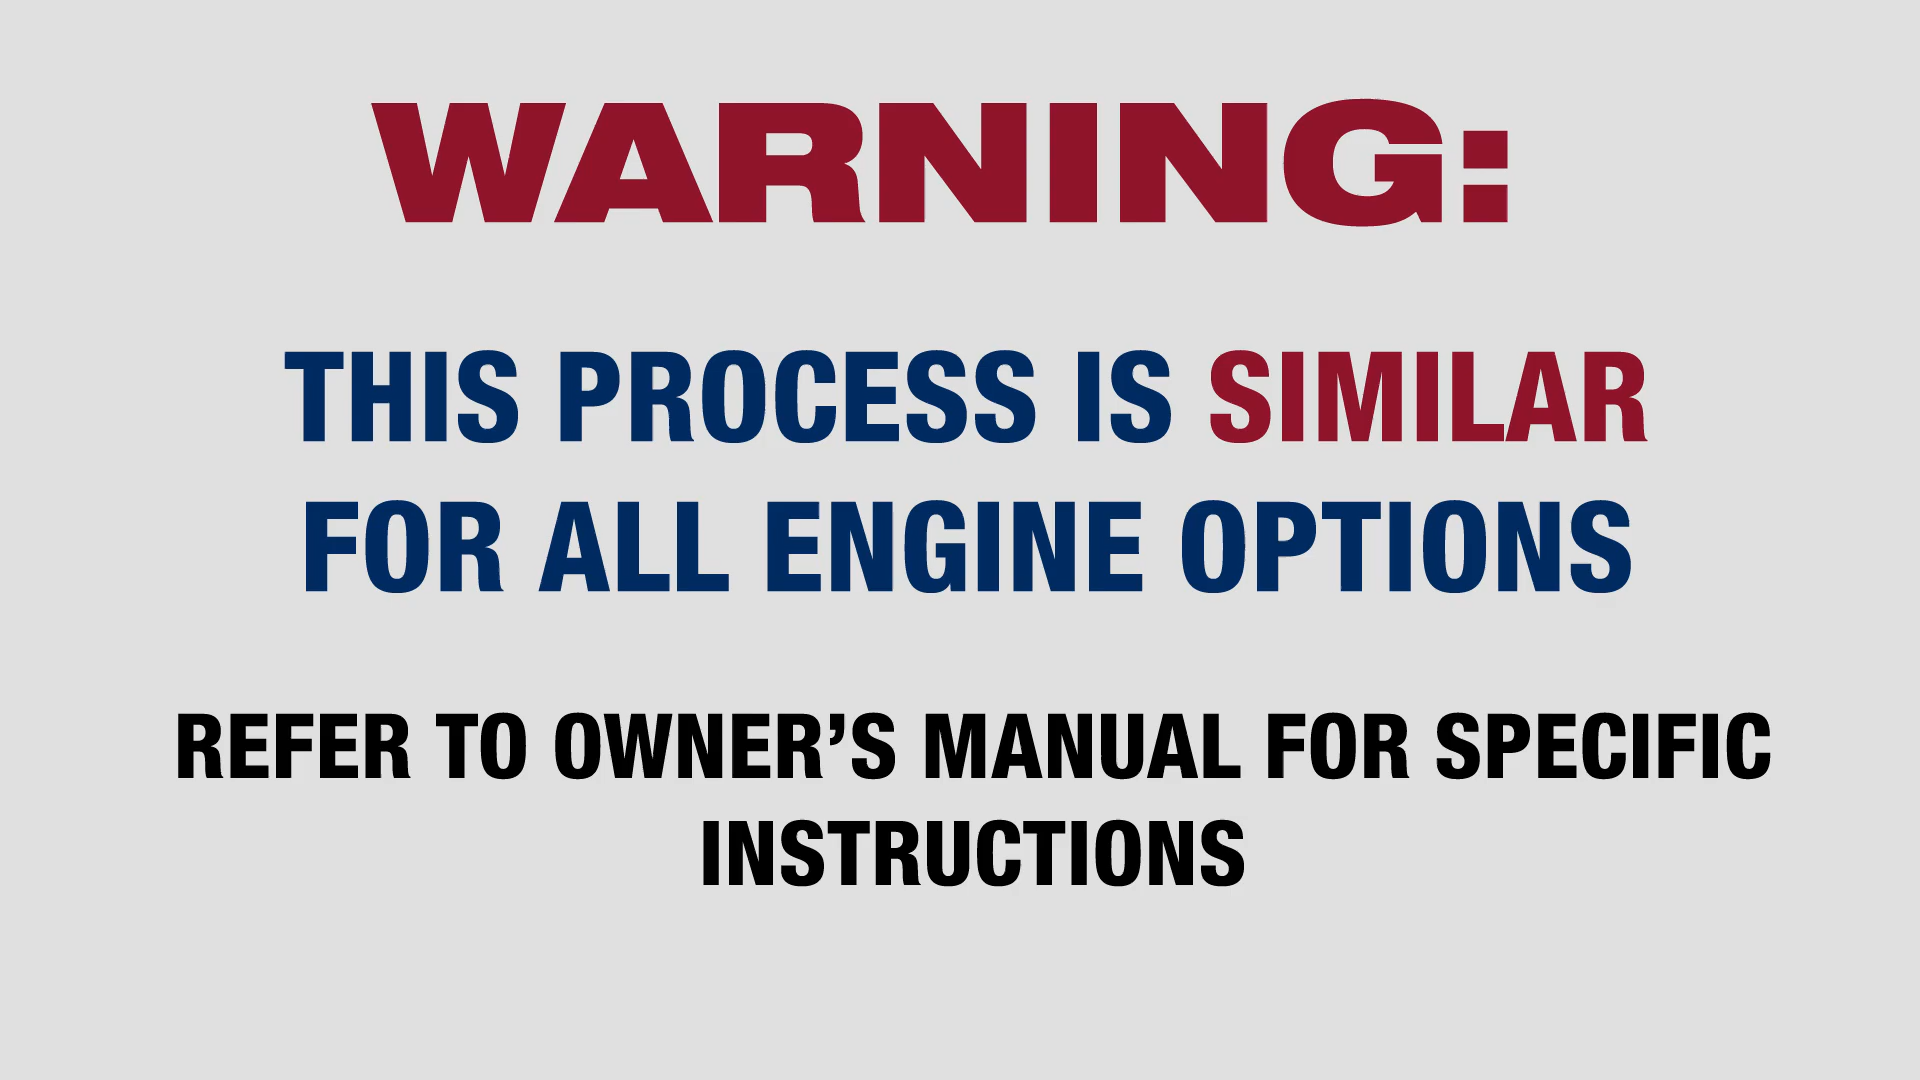 WARNING:
THIS PROCESS IS SIMILAR
FOR ALL ENGINE OPTIONS
REFER TO OWNER’S MANUAL FOR SPECIFIC
INSTRUCTIONS